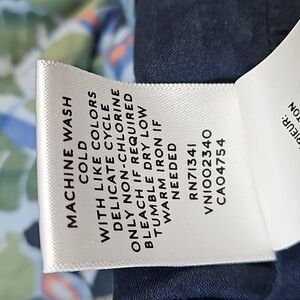 MACHINE WASH
COLD
WITH LIKE COLORS
DELICATE CYCLE
ONLY NON-CHLORINE
BLEACH IF REQUIRED
TUMBLE DRY LOW
WARM IRON IF
NEEDED
RN71341
VN1002340
CA04754